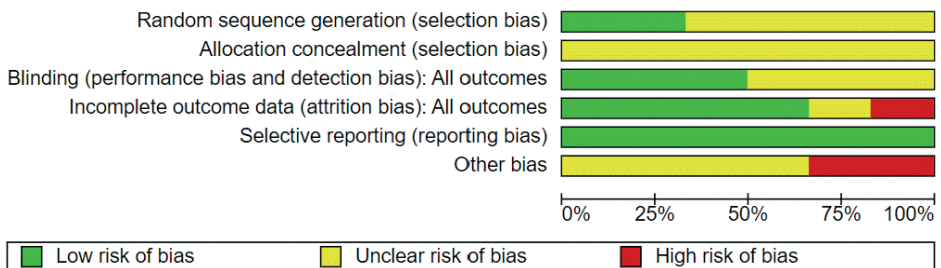 Random sequence generation (selection bias)
Allocation concealment (selection bias)
Blinding (performance bias and detection bias): All outcomes
Incomplete outcome data (attrition bias): All outcomes
Selective reporting (reporting bias)
Other bias
0% 25% 50% 75% 100%
Low risk of bias Unclear risk of bias High risk of bias